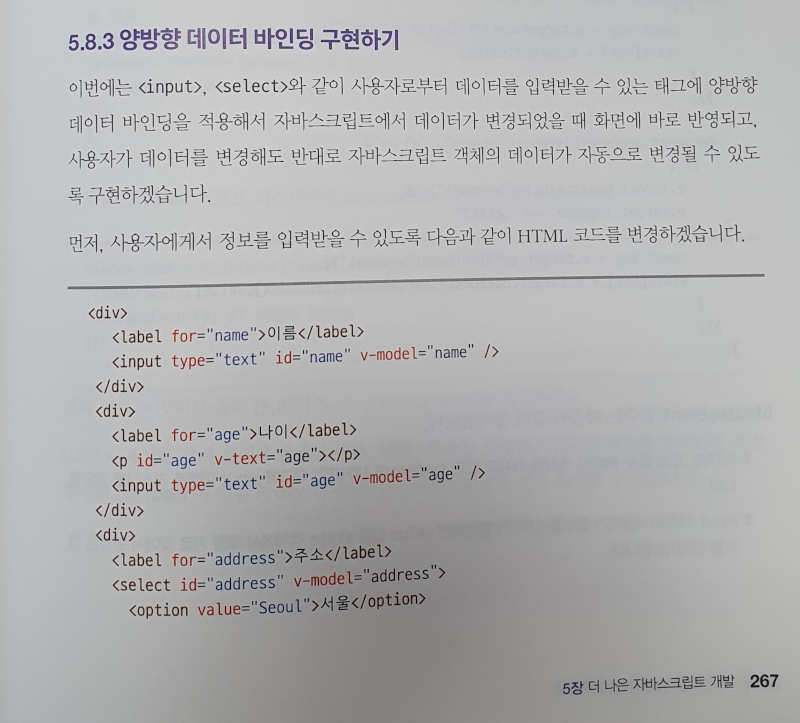 5.8.3 양방향 데이터 바인딩 구현하기
이번에는 <input>, <select>와 같이 사용자로부터 데이터를 입력받을 수 있는 태그에 양방향
데이터 바인딩을 적용해서 자바스크립트에서 데이터가 변경되었을 때 화면에 바로 반영되고,
사용자가 데이터를 변경해도 반대로 자바스크립트 객체의 데이터가 자동으로 변경될 수 있도
록 구현하겠습니다.
먼저, 사용자에게서 정보를 입력받을 수 있도록 다음과 같이 HTML 코드를 변경하겠습니다.
<div>
<label for="name">이름</label>
<input type="text" id="name" v-model="name" />
</div>
<div>
<label for="age">나이</label>
<p id="age" v-text="age"></p>
<input type="text" id="age" v-model="age" />
</div>
<div>
<label for="address">주소</label>
<select id="address" v-model="address">
<option value="Seoul">서울</option>
5장 더 나은 자바스크립트 개발 267